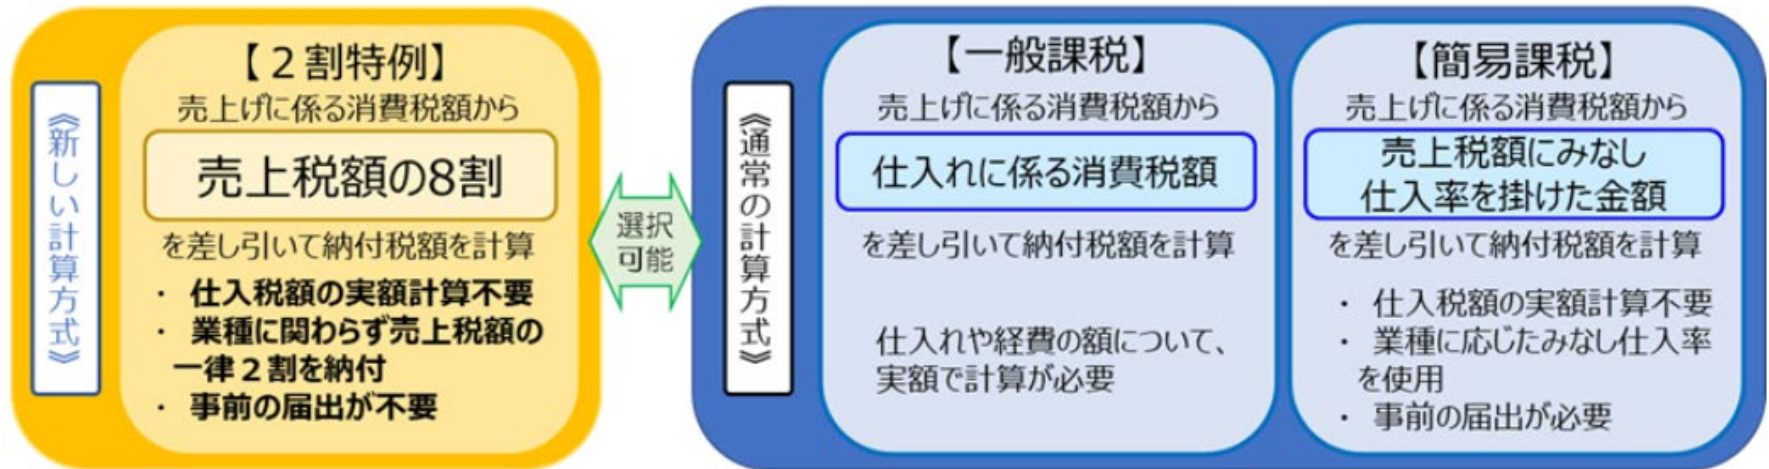 《新しい計算方式》
【２割特例】
売上げに係る消費税額から
売上税額の8割
を差し引いて納付税額を計算
・ 仕入税額の実額計算不要
・ 業種に関わらず売上税額の
一律２割を納付
・ 事前の届出が不要
選択
可能
《通常の計算方式》
【一般課税】
売上げに係る消費税額から
仕入れに係る消費税額
を差し引いて納付税額を計算
仕入れや経費の額について、
実額で計算が必要
【簡易課税】
売上げに係る消費税額から
売上税額にみなし
仕入率を掛けた金額
を差し引いて納付税額を計算
・ 仕入税額の実額計算不要
・ 業種に応じたみなし仕入率
を使用
・ 事前の届出が必要